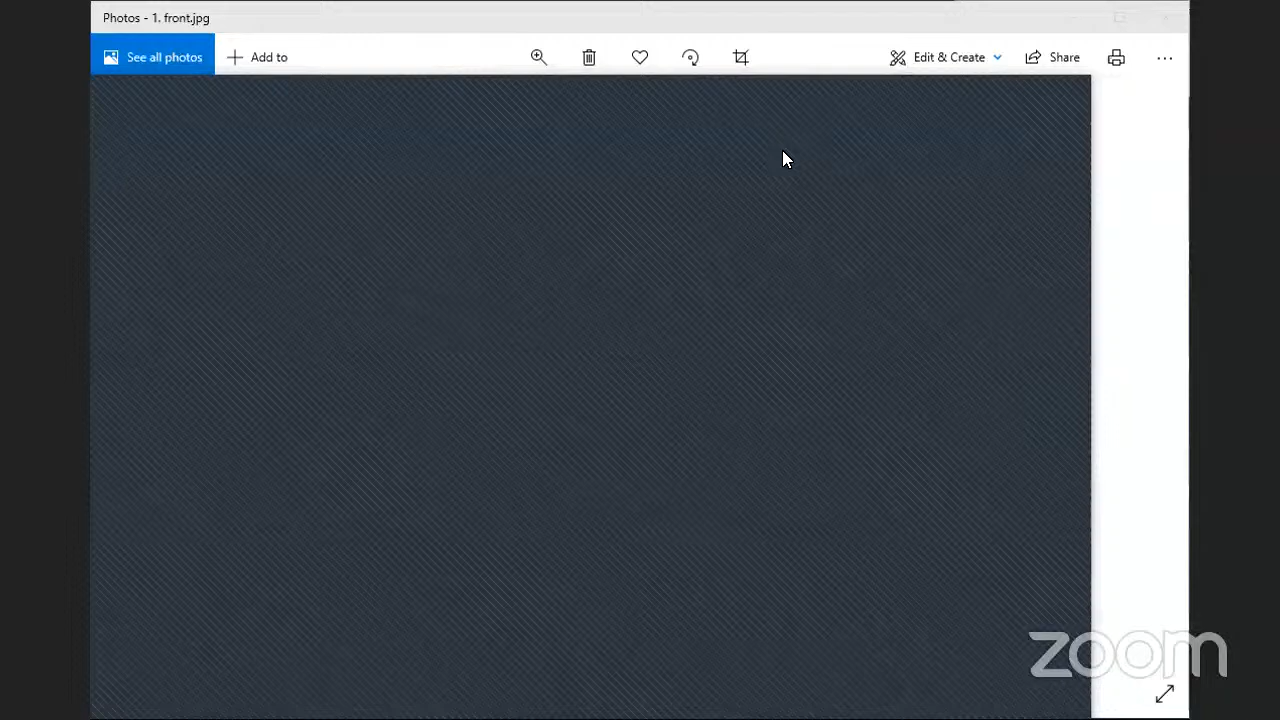 Photos - 1. front.jpg
See all photos
Add to
Edit & Create
Share
zoom